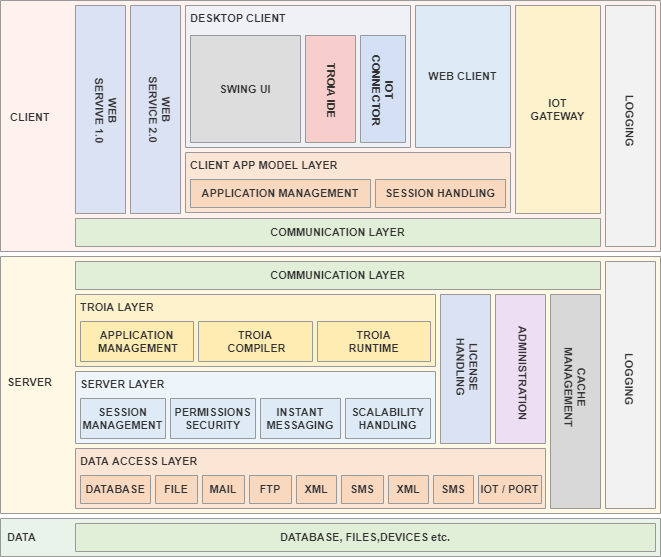 CLIENT
WEB
SERVIVE 1.0
WEB
SERVICE 2.0
DESKTOP CLIENT
SWING UI
TROIA IDE
IOT
CONNECTOR
WEB CLIENT
IOT
GATEWAY
LOGGING
CLIENT APP MODEL LAYER
APPLICATION MANAGEMENT
SESSION HANDLING
COMMUNICATION LAYER
SERVER
COMMUNICATION LAYER
TROIA LAYER
APPLICATION
MANAGEMENT
TROIA
COMPILER
TROIA
RUNTIME
SERVER LAYER
SESSION
MANAGEMENT
PERMISSIONS
SECURITY
INSTANT
MESSAGING
SCALABILITY
HANDLING
LICENSE
HANDLING
ADMINISTRATION
CACHE
MANAGEMENT
LOGGING
DATA ACCESS LAYER
DATABASE
FILE
MAIL
FTP
XML
SMS
XML
SMS
IOT / PORT
DATA
DATABASE, FILES,DEVICES etc.